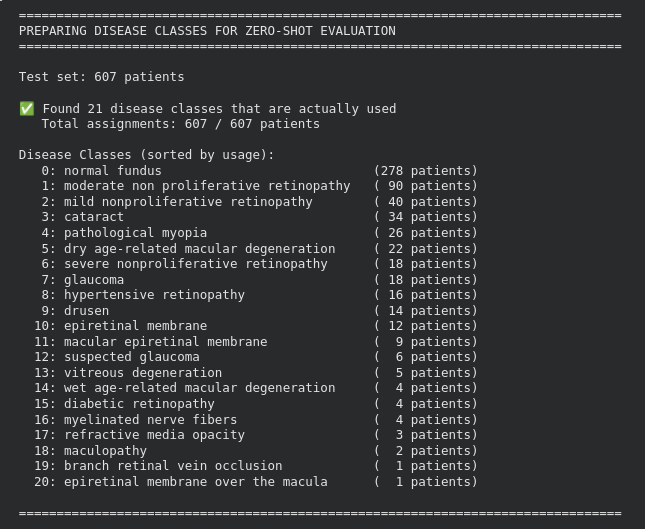 ================================================================================
PREPARING DISEASE CLASSES FOR ZERO-SHOT EVALUATION
================================================================================
Test set: 607 patients
✅ Found 21 disease classes that are actually used
Total assignments: 607 / 607 patients
Disease Classes (sorted by usage):
0: normal fundus (278 patients)
1: moderate non proliferative retinopathy ( 90 patients)
2: mild nonproliferative retinopathy ( 40 patients)
3: cataract ( 34 patients)
4: pathological myopia ( 26 patients)
5: dry age-related macular degeneration ( 22 patients)
6: severe nonproliferative retinopathy ( 18 patients)
7: glaucoma ( 18 patients)
8: hypertensive retinopathy ( 16 patients)
9: drusen ( 14 patients)
10: epiretinal membrane ( 12 patients)
11: macular epiretinal membrane ( 9 patients)
12: suspected glaucoma ( 6 patients)
13: vitreous degeneration ( 5 patients)
14: wet age-related macular degeneration ( 4 patients)
15: diabetic retinopathy ( 4 patients)
16: myelinated nerve fibers ( 4 patients)
17: refractive media opacity ( 3 patients)
18: maculopathy ( 2 patients)
19: branch retinal vein occlusion ( 1 patients)
20: epiretinal membrane over the macula ( 1 patients)
================================================================================